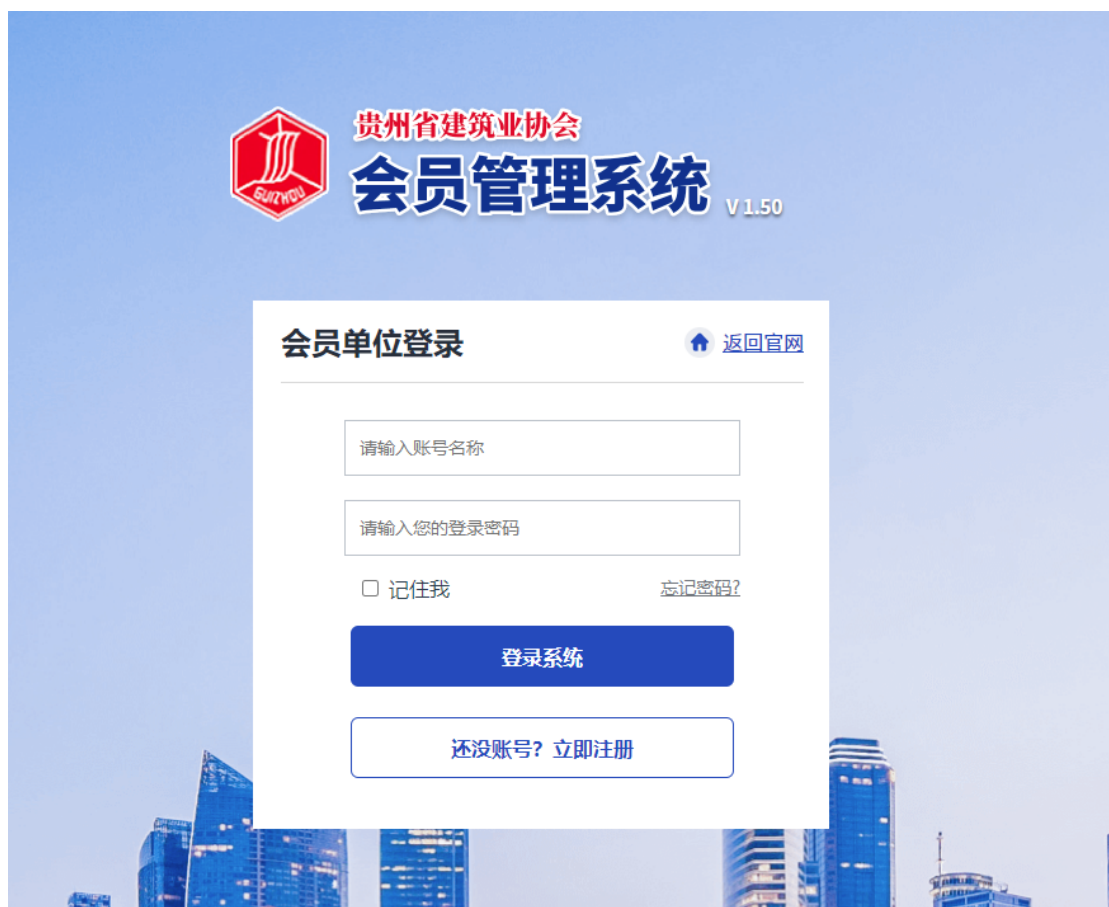 贵州省建筑业协会
会员管理系统 V 1.50
GUIZHOU
会员单位登录 返回官网
请输入账号名称
请输入您的登录密码
记住我 忘记密码?
登录系统
还没账号？立即注册